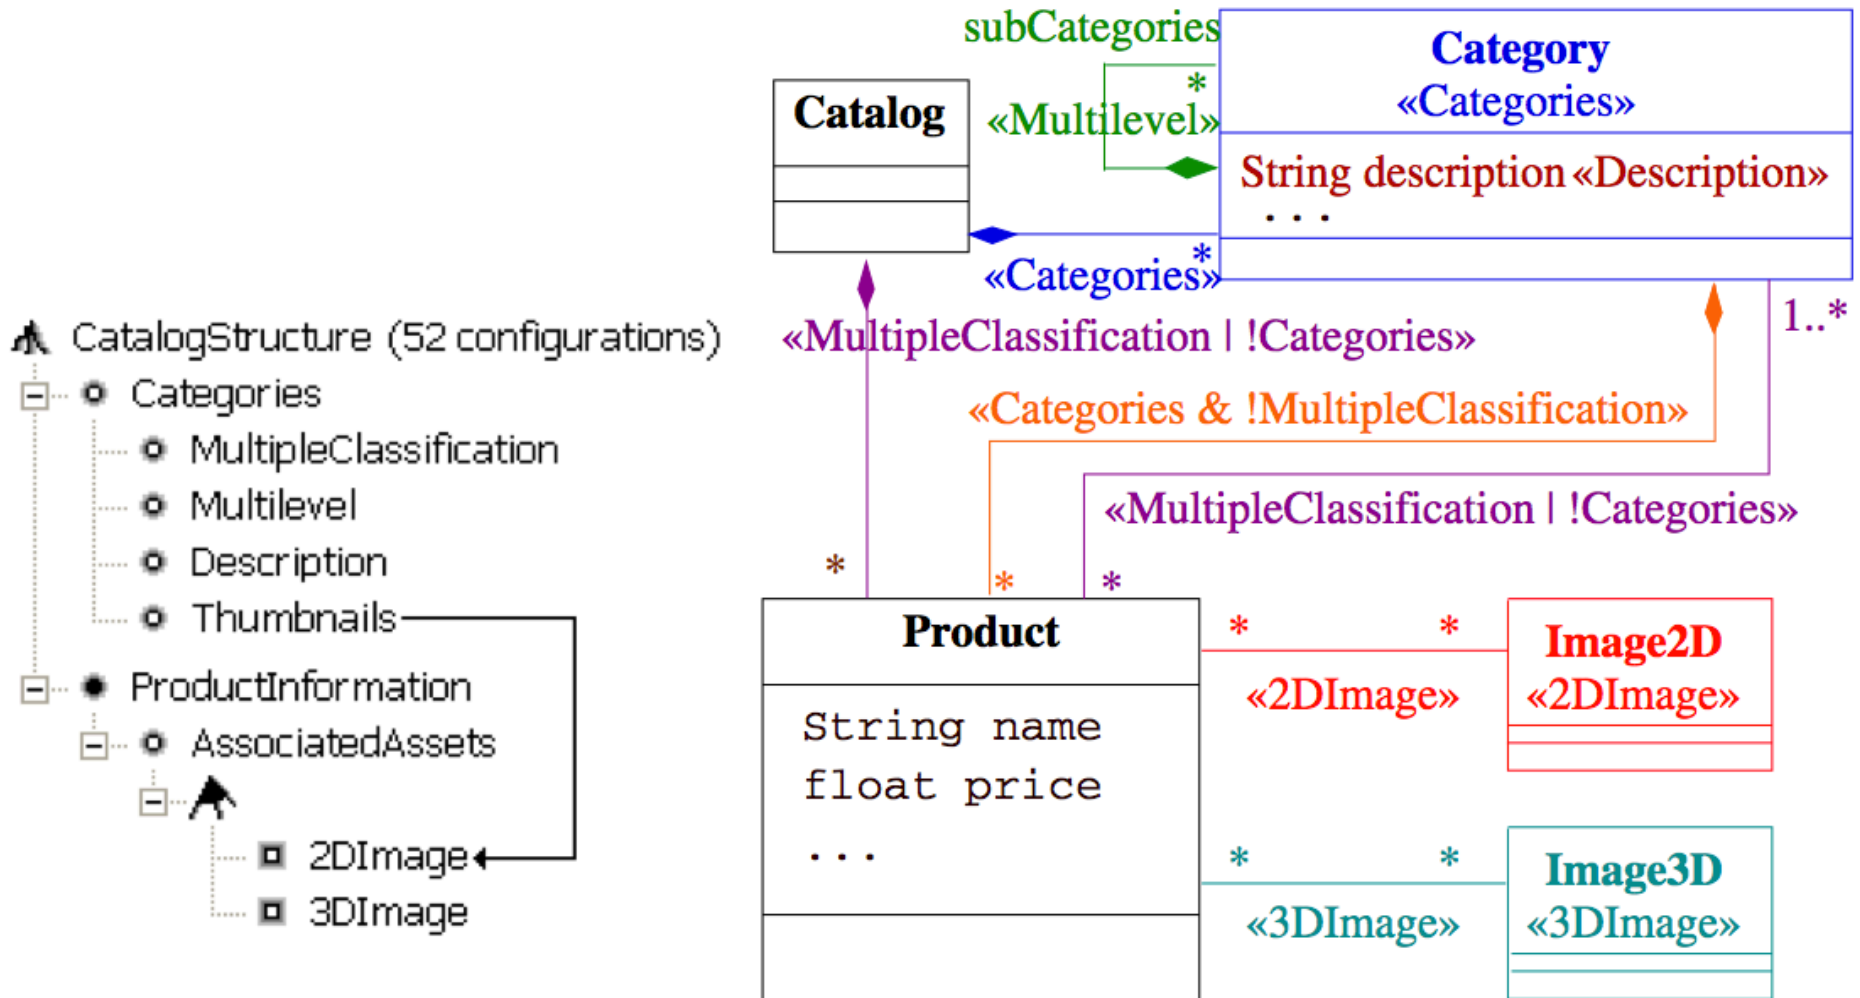 CatalogStructure (52 configurations)
Categories
MultipleClassification
Multilevel
Description
Thumbnails
ProductInformation
AssociatedAssets
2DImage
3DImage
subCategories
*
«Multilevel»
Catalog
Category
«Categories»
String description «Description»
...
*
«Categories»
«MultipleClassification | !Categories»
1..*
«Categories & !MultipleClassification»
«MultipleClassification | !Categories»
*
*
*
Product
String name
float price
...
* *
«2DImage»
Image2D
«2DImage»
* *
«3DImage»
Image3D
«3DImage»